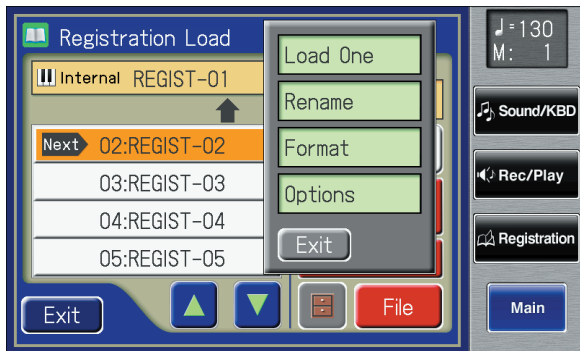 Registration Load
Internal REGIST-01
Next 02:REGIST-02
03:REGIST-03
04:REGIST-04
05:REGIST-05
Exit
File
Load One
Rename
Format
Options
Exit
♩=130
M: 1
Sound/KBD
Rec/Play
Registration
Main